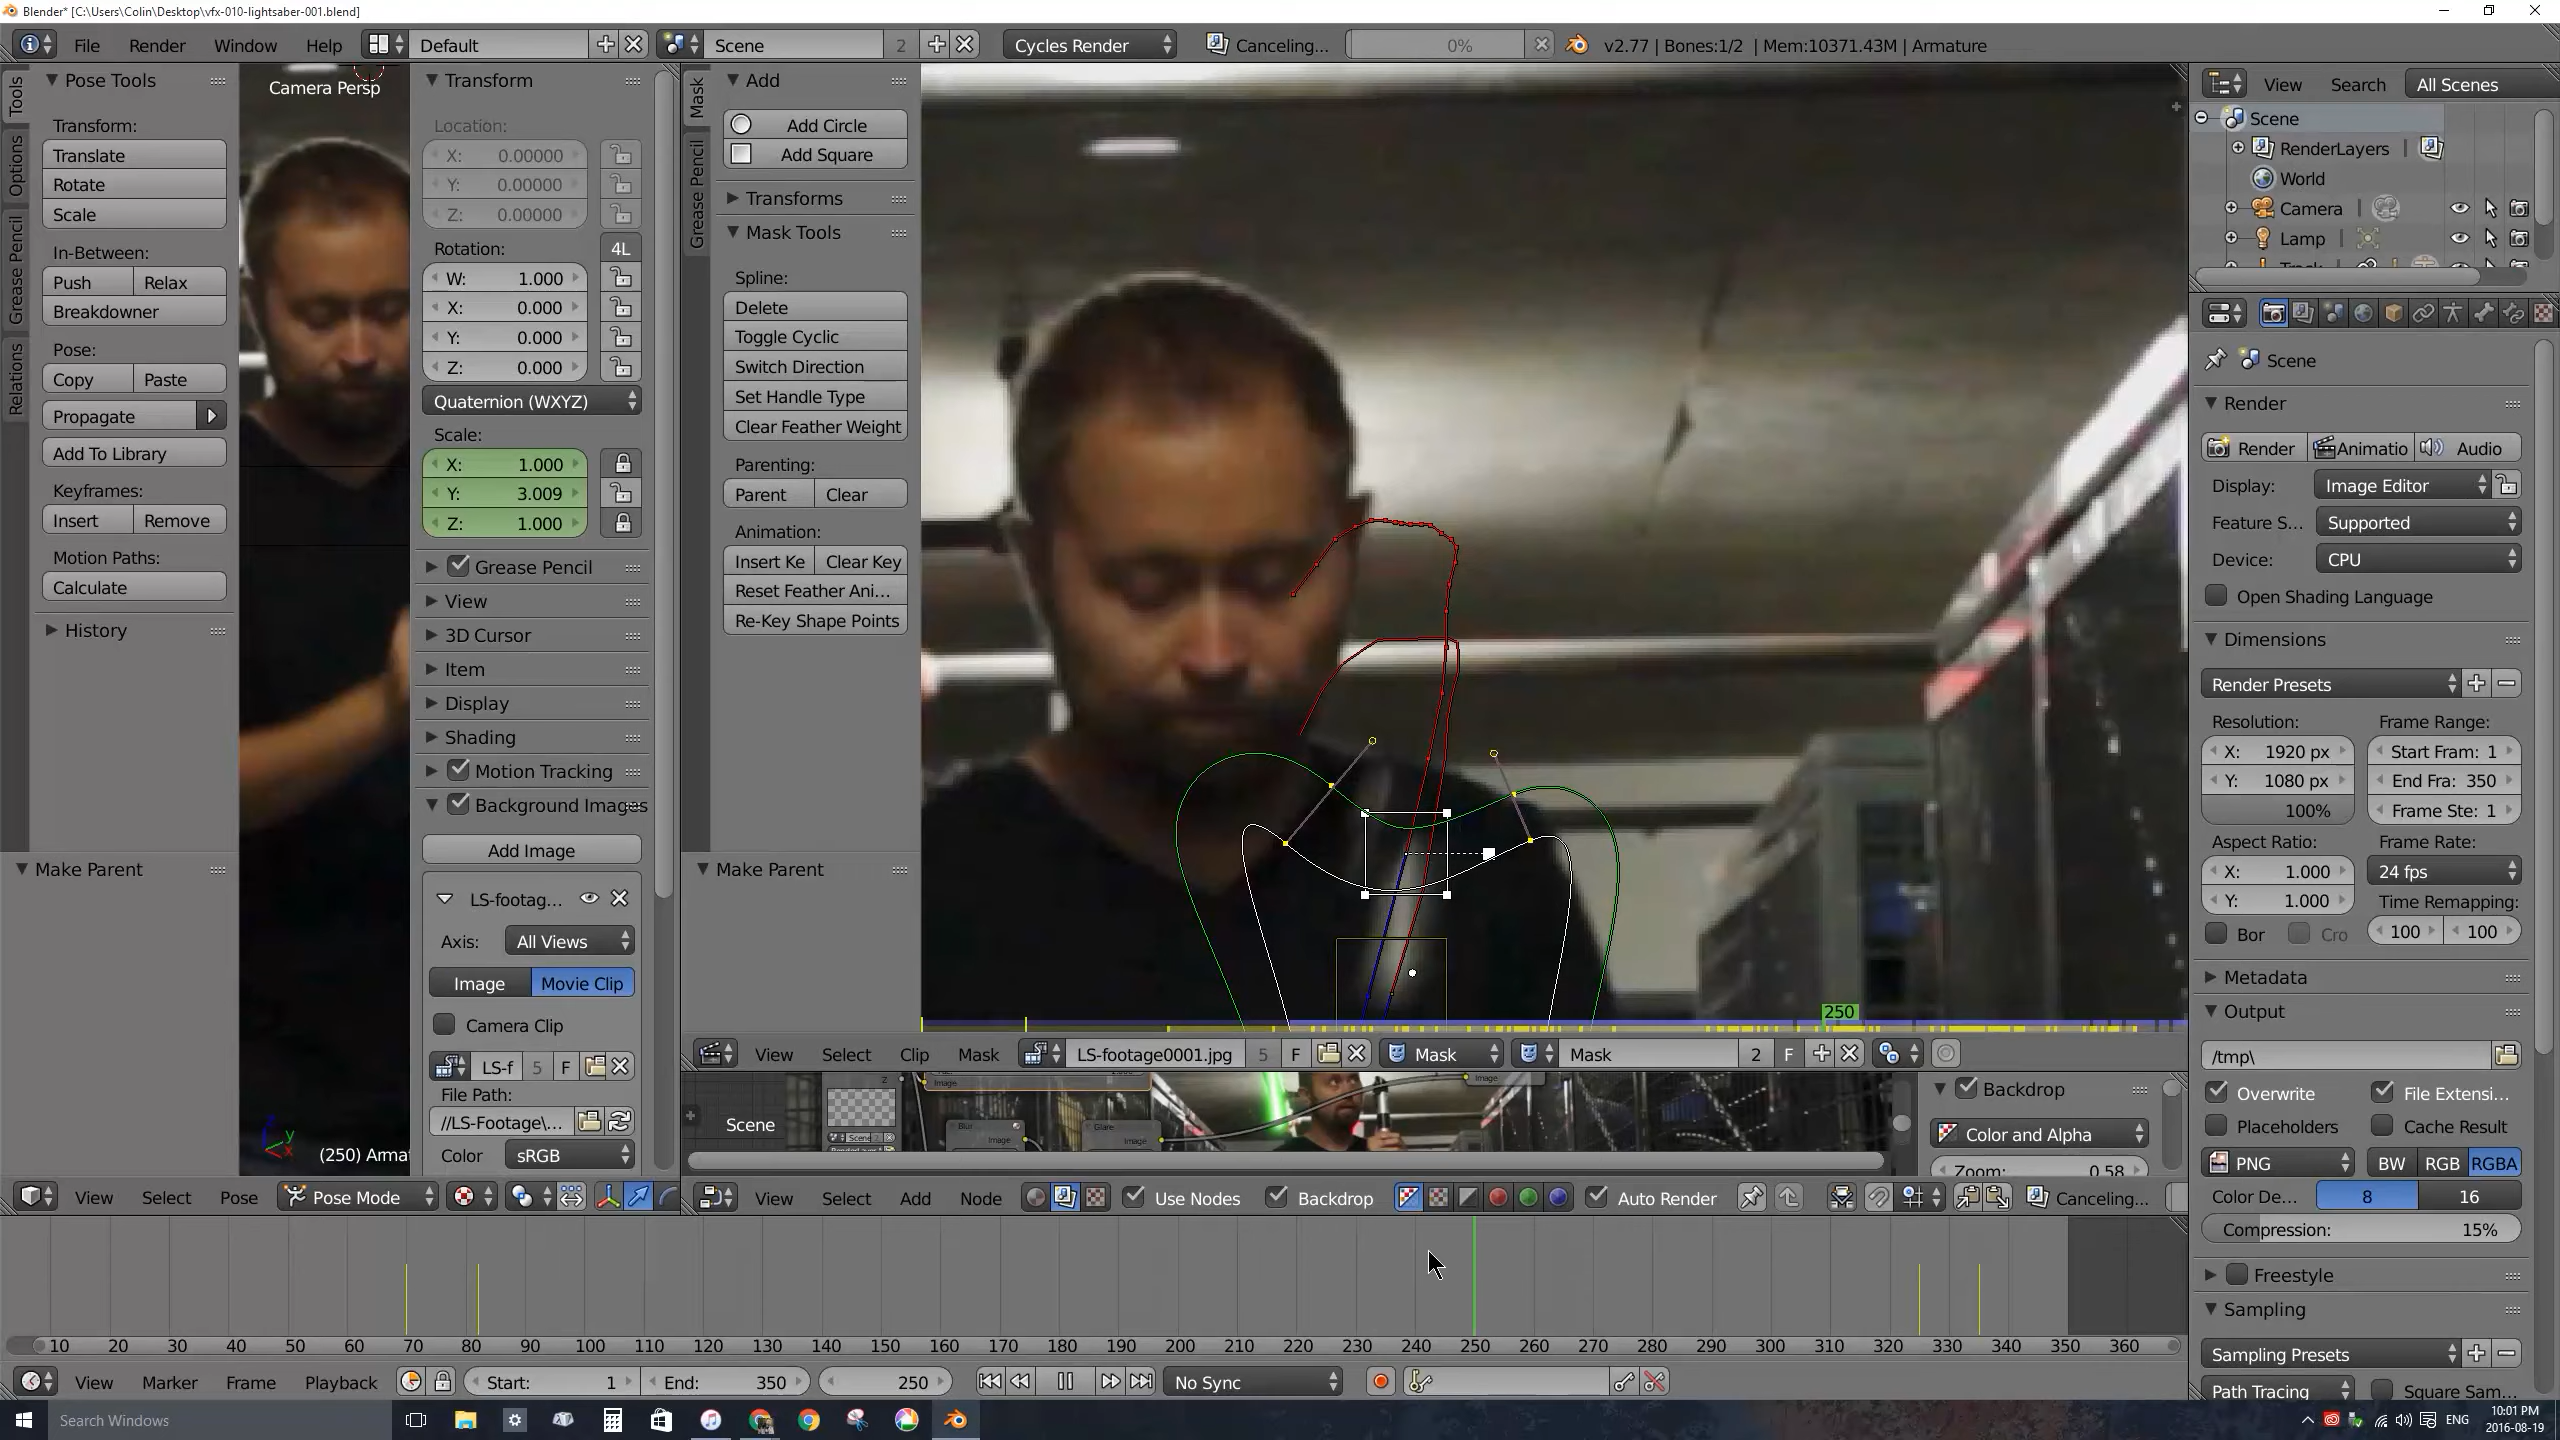 Blender* [C:\Users\Colin\Desktop\vfx-010-lightsaber-001.blend]
File Render Window Help Default Scene 2 Cycles Render Canceling... 0% v2.77 | Bones:1/2 | Mem:10371.43M | Armature
Tools
Options
Grease Pencil
Relations
Pose Tools
Transform:
Translate
Rotate
Scale
In-Between:
Push Relax
Breakdowner
Pose:
Copy Paste
Propagate
Add To Library
Keyframes:
Insert Remove
Motion Paths:
Calculate
History
Make Parent
Camera Persp
(250) Armat
Transform
Location:
X: 0.00000
Y: 0.00000
Z: 0.00000
Rotation: 4L
W: 1.000
X: 0.000
Y: 0.000
Z: 0.000
Quaternion (WXYZ)
Scale:
X: 1.000
Y: 3.009
Z: 1.000
Grease Pencil
View
3D Cursor
Item
Display
Shading
Motion Tracking
Background Images
Add Image
LS-footag...
Axis: All Views
Image Movie Clip
Camera Clip
LS-f 5 F
File Path:
//LS-Footage\...
Color sRGB
View Select Pose Pose Mode
Mask
Grease Pencil
Add
Add Circle
Add Square
Transforms
Mask Tools
Spline:
Delete
Toggle Cyclic
Switch Direction
Set Handle Type
Clear Feather Weight
Parenting:
Parent Clear
Animation:
Insert Ke Clear Key
Reset Feather Ani...
Re-Key Shape Points
Make Parent
250
View Select Clip Mask LS-footage0001.jpg 5 F Mask Mask 2 F
Scene
2
Image
Scene
Blur
Image
Glare
Image
Image
Backdrop
Color and Alpha
Zoom: 0.58
View Select Add Node Use Nodes Backdrop Auto Render Canceling...
10 20 30 40 50 60 70 80 90 100 110 120 130 140 150 160 170 180 190 200 210 220 230 240 250 260 270 280 290 300 310 320 330 340 350 360
View Marker Frame Playback Start: 1 End: 350 250 No Sync
View Search All Scenes
Scene
RenderLayers |
World
Camera |
Lamp |
Scene
Render
Render Animatio Audio
Display: Image Editor
Feature S... Supported
Device: CPU
Open Shading Language
Dimensions
Render Presets
Resolution: Frame Range:
X: 1920 px Start Fram: 1
Y: 1080 px End Fra: 350
100% Frame Ste: 1
Aspect Ratio: Frame Rate:
X: 1.000 24 fps
Y: 1.000 Time Remapping:
Bor Cro 100 100
Metadata
Output
/tmp\
Overwrite File Extensi...
Placeholders Cache Result
PNG BW RGB RGBA
Color De... 8 16
Compression: 15%
Freestyle
Sampling
Sampling Presets
Path Tracing Square Sam...
Search Windows
ENG
10:01 PM
2016-08-19